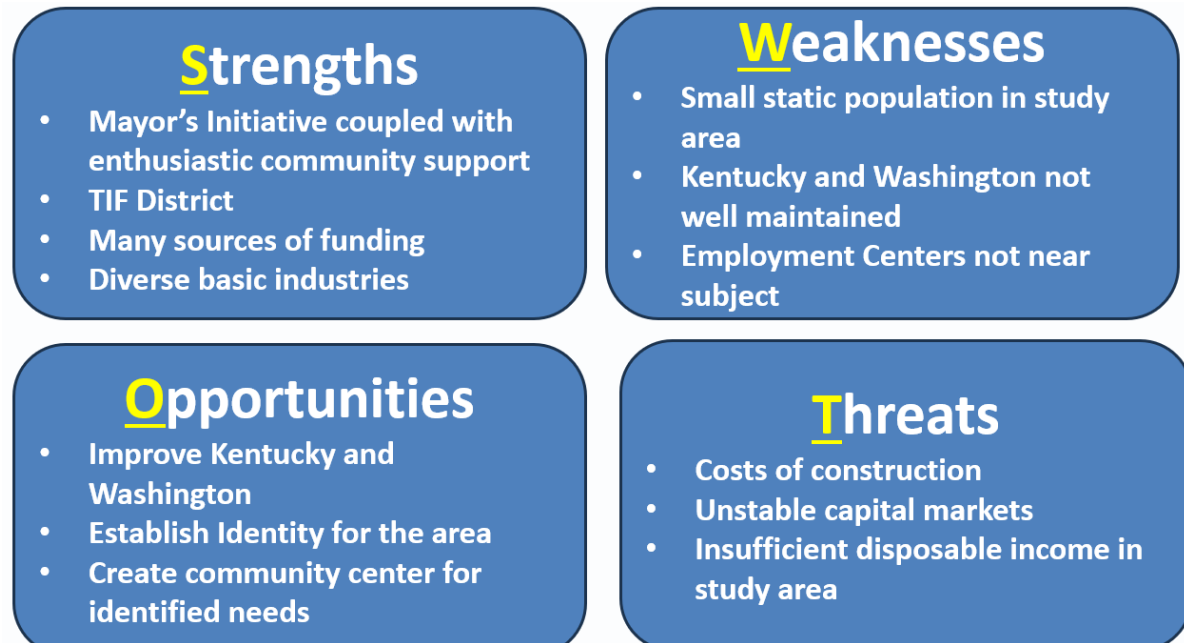 Strengths
• Mayor's Initiative coupled with
enthusiastic community support
• TIF District
• Many sources of funding
• Diverse basic industries
Weaknesses
• Small static population in study
area
• Kentucky and Washington not
well maintained
• Employment Centers not near
subject
Opportunities
• Improve Kentucky and
Washington
• Establish Identity for the area
• Create community center for
identified needs
Threats
• Costs of construction
• Unstable capital markets
• Insufficient disposable income in
study area